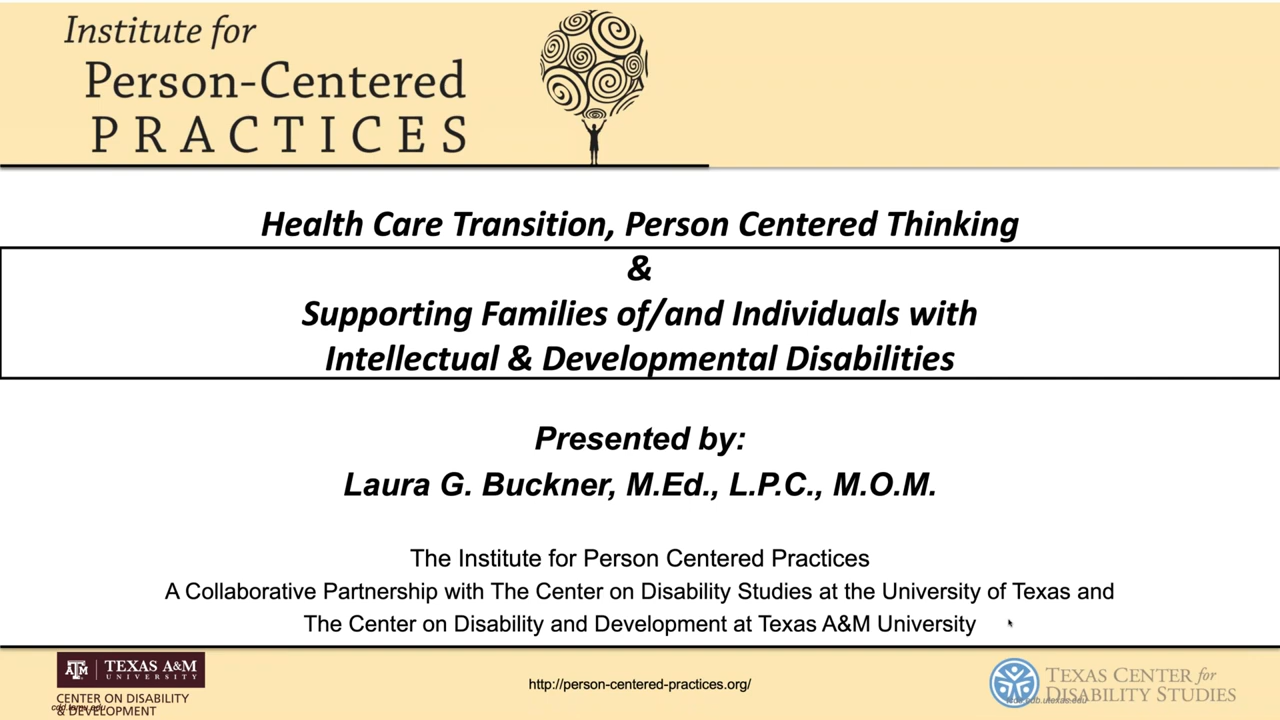 Institute for
Person-Centered
PRACTICES
Health Care Transition, Person Centered Thinking
&
Supporting Families of/and Individuals with
Intellectual & Developmental Disabilities
Presented by:
Laura G. Buckner, M.Ed., L.P.C., M.O.M.
The Institute for Person Centered Practices
A Collaborative Partnership with The Center on Disability Studies at the University of Texas and
The Center on Disability and Development at Texas A&M University
ATM | TEXAS A&M
UNIVERSITY
CENTER ON DISABILITY
& DEVELOPMENT
http://person-centered-practices.org/
TEXAS CENTER for
DISABILITY STUDIES